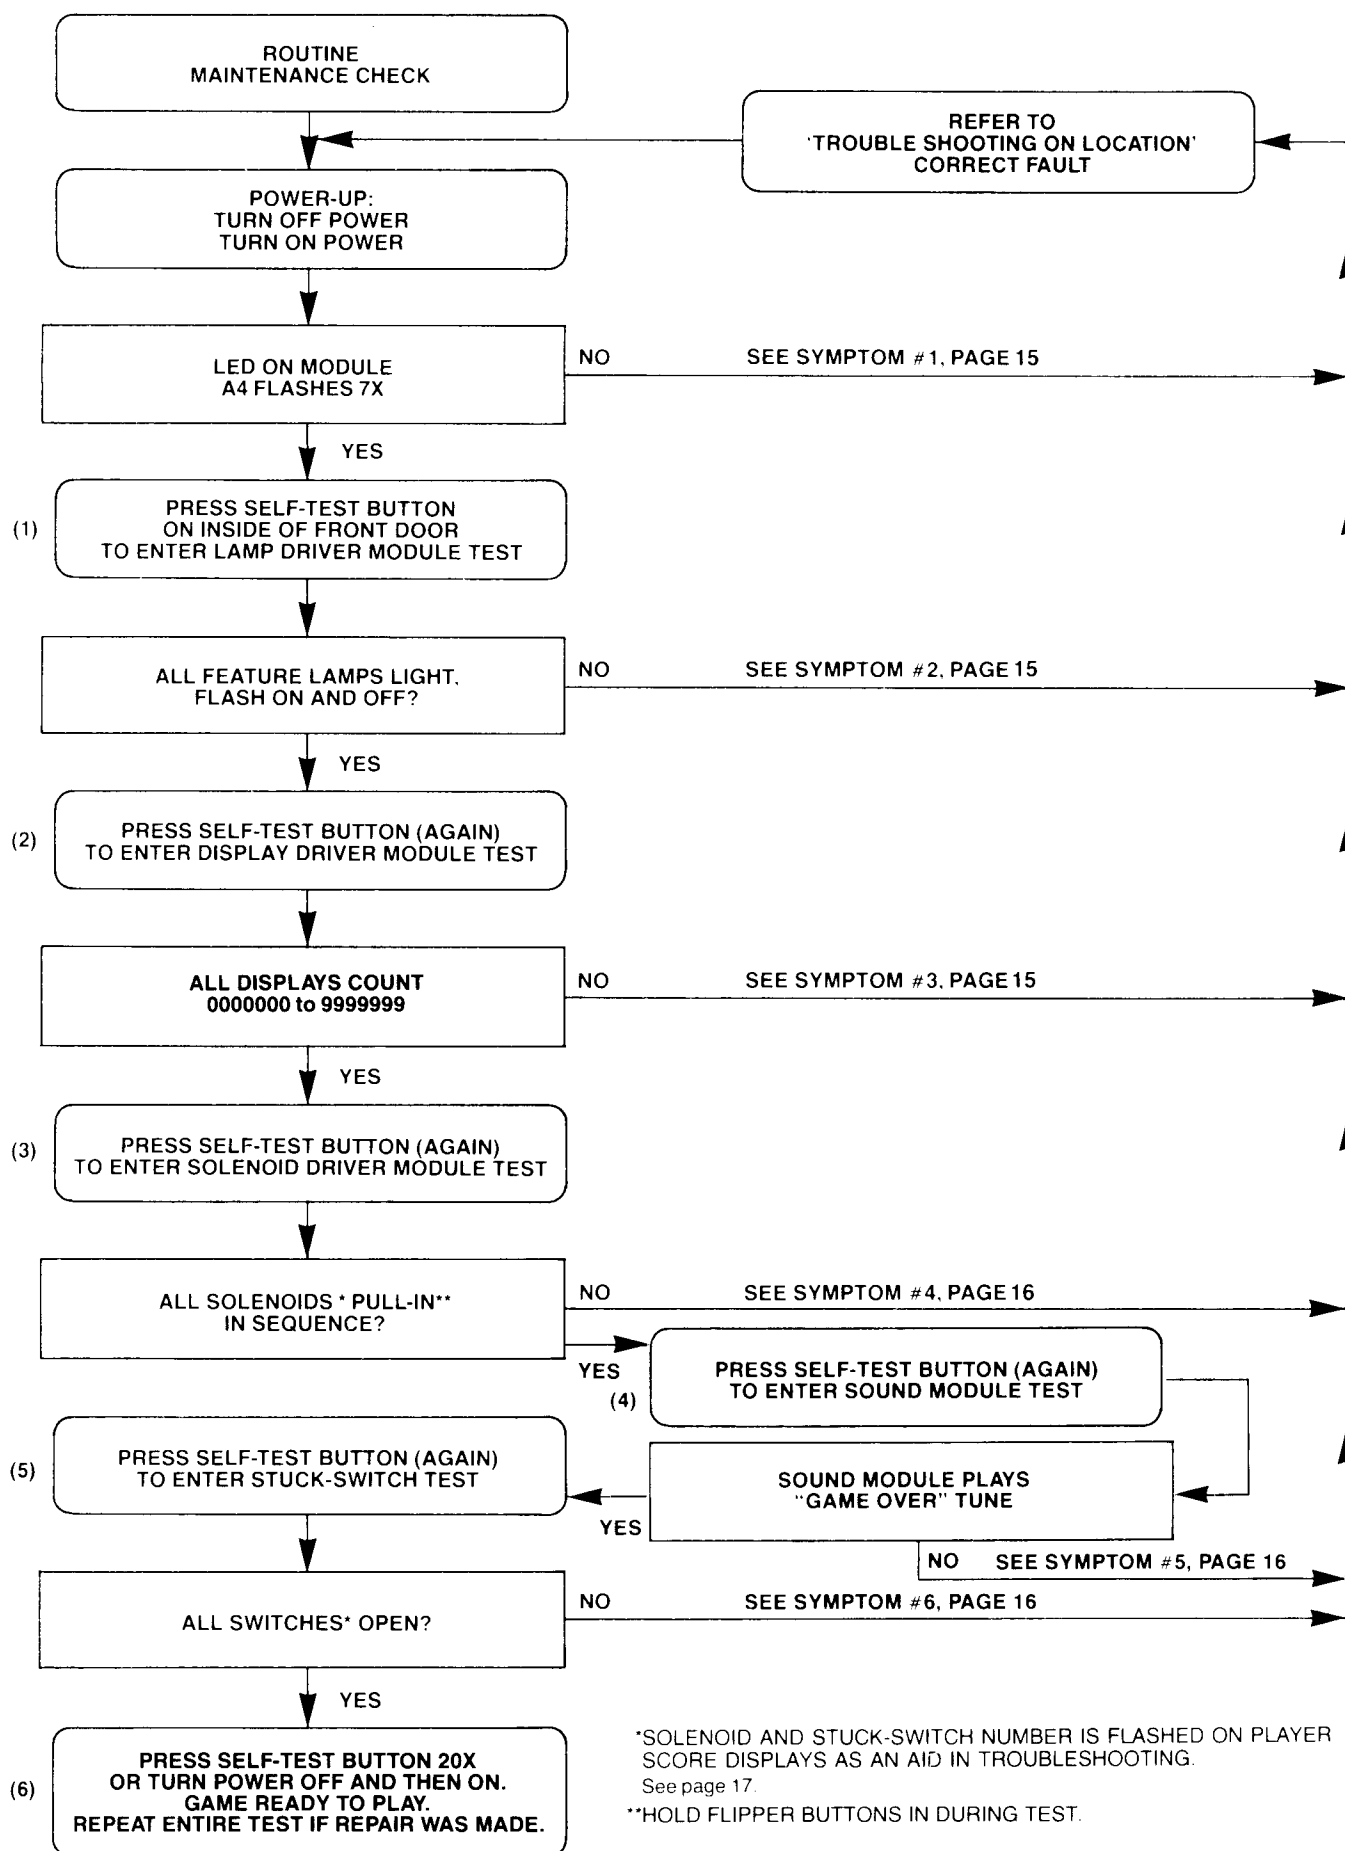 ROUTINE
MAINTENANCE CHECK
REFER TO
'TROUBLE SHOOTING ON LOCATION'
CORRECT FAULT
POWER-UP:
TURN OFF POWER
TURN ON POWER
LED ON MODULE
A4 FLASHES 7X
NO SEE SYMPTOM #1, PAGE 15
YES
(1)
PRESS SELF-TEST BUTTON
ON INSIDE OF FRONT DOOR
TO ENTER LAMP DRIVER MODULE TEST
ALL FEATURE LAMPS LIGHT,
FLASH ON AND OFF?
NO SEE SYMPTOM #2, PAGE 15
YES
(2)
PRESS SELF-TEST BUTTON (AGAIN)
TO ENTER DISPLAY DRIVER MODULE TEST
ALL DISPLAYS COUNT
0000000 to 9999999
NO SEE SYMPTOM #3, PAGE 15
YES
(3)
PRESS SELF-TEST BUTTON (AGAIN)
TO ENTER SOLENOID DRIVER MODULE TEST
ALL SOLENOIDS * PULL-IN**
IN SEQUENCE?
NO SEE SYMPTOM #4, PAGE 16
YES
(4)
PRESS SELF-TEST BUTTON (AGAIN)
TO ENTER SOUND MODULE TEST
SOUND MODULE PLAYS
"GAME OVER" TUNE
YES
NO SEE SYMPTOM #5, PAGE 16
(5)
PRESS SELF-TEST BUTTON (AGAIN)
TO ENTER STUCK-SWITCH TEST
ALL SWITCHES* OPEN?
NO SEE SYMPTOM #6, PAGE 16
YES
(6)
PRESS SELF-TEST BUTTON 20X
OR TURN POWER OFF AND THEN ON.
GAME READY TO PLAY.
REPEAT ENTIRE TEST IF REPAIR WAS MADE.
*SOLENOID AND STUCK-SWITCH NUMBER IS FLASHED ON PLAYER
SCORE DISPLAYS AS AN AID IN TROUBLESHOOTING.
See page 17.
**HOLD FLIPPER BUTTONS IN DURING TEST.